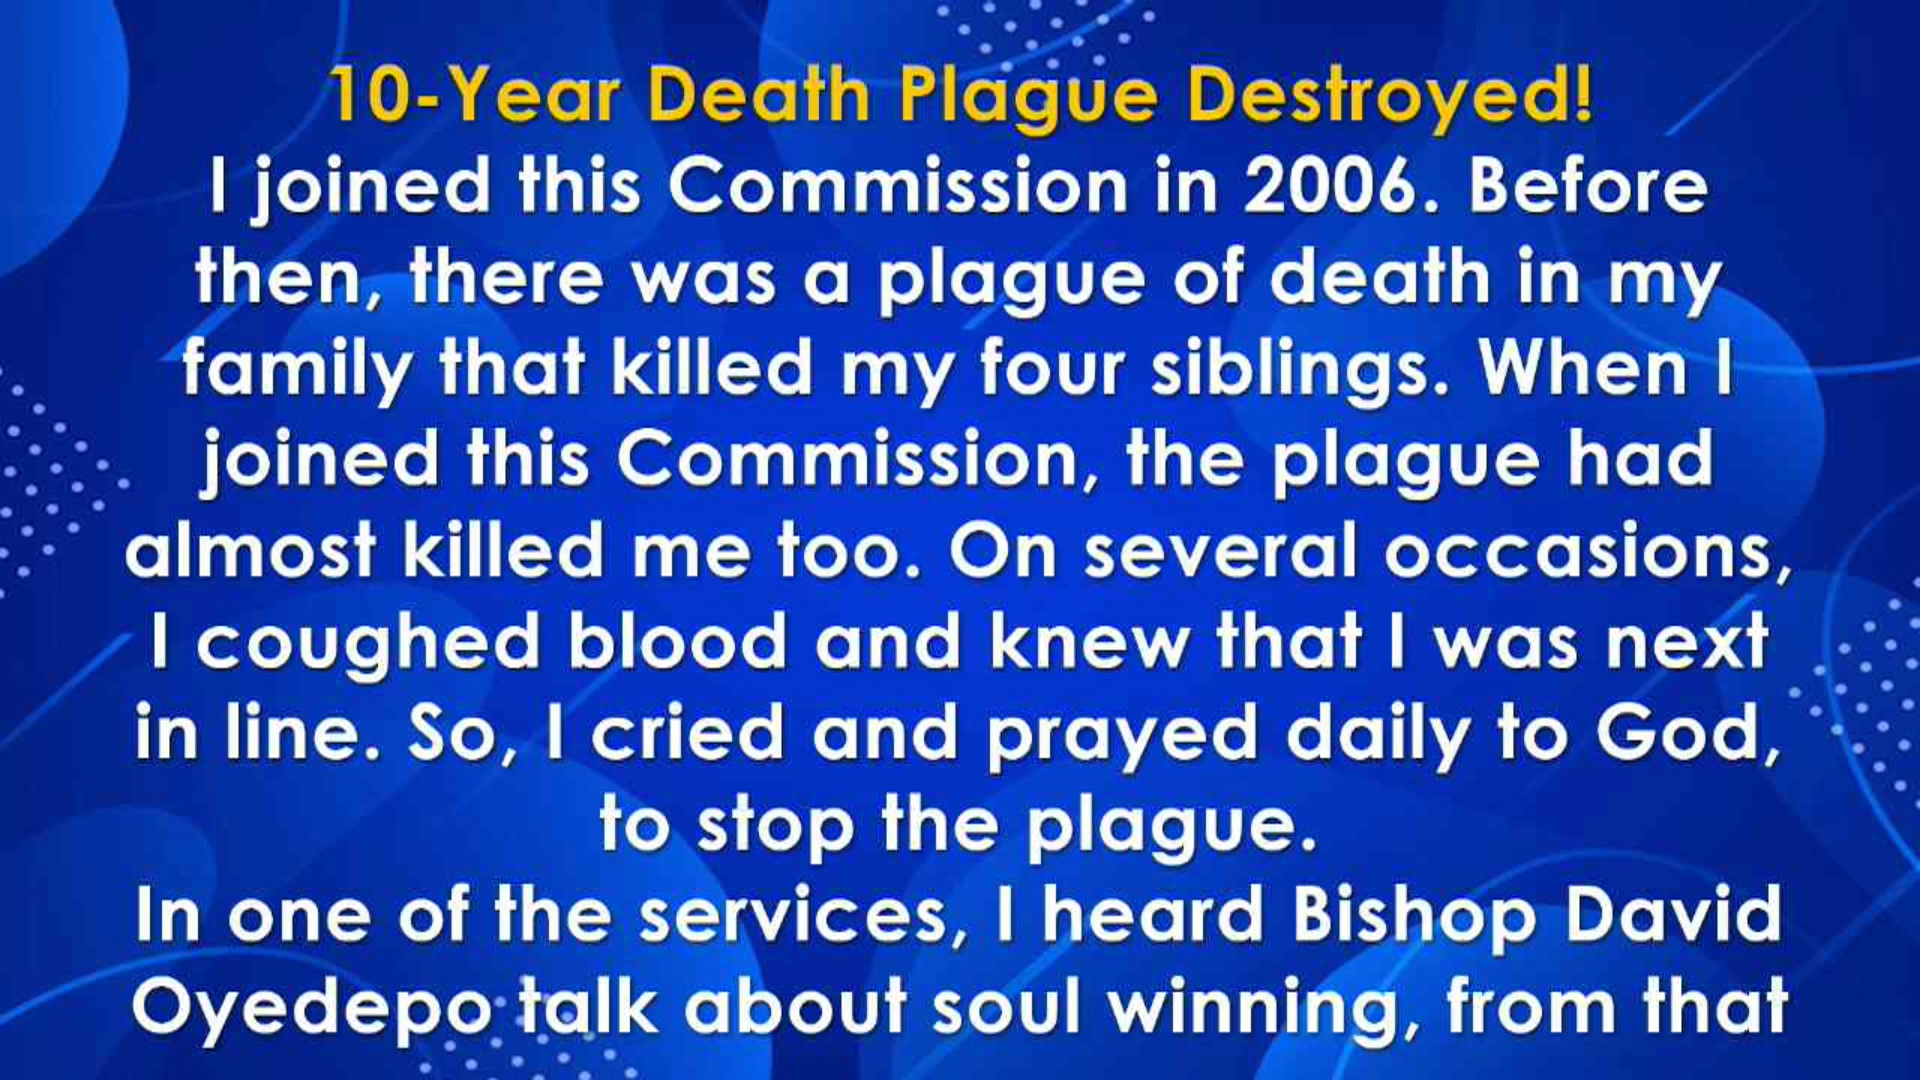 10-Year Death Plague Destroyed!
I joined this Commission in 2006. Before
then, there was a plague of death in my
family that killed my four siblings. When I
joined this Commission, the plague had
almost killed me too. On several occasions,
I coughed blood and knew that I was next
in line. So, I cried and prayed daily to God,
to stop the plague.
In one of the services, I heard Bishop David
Oyedepo talk about soul winning, from that